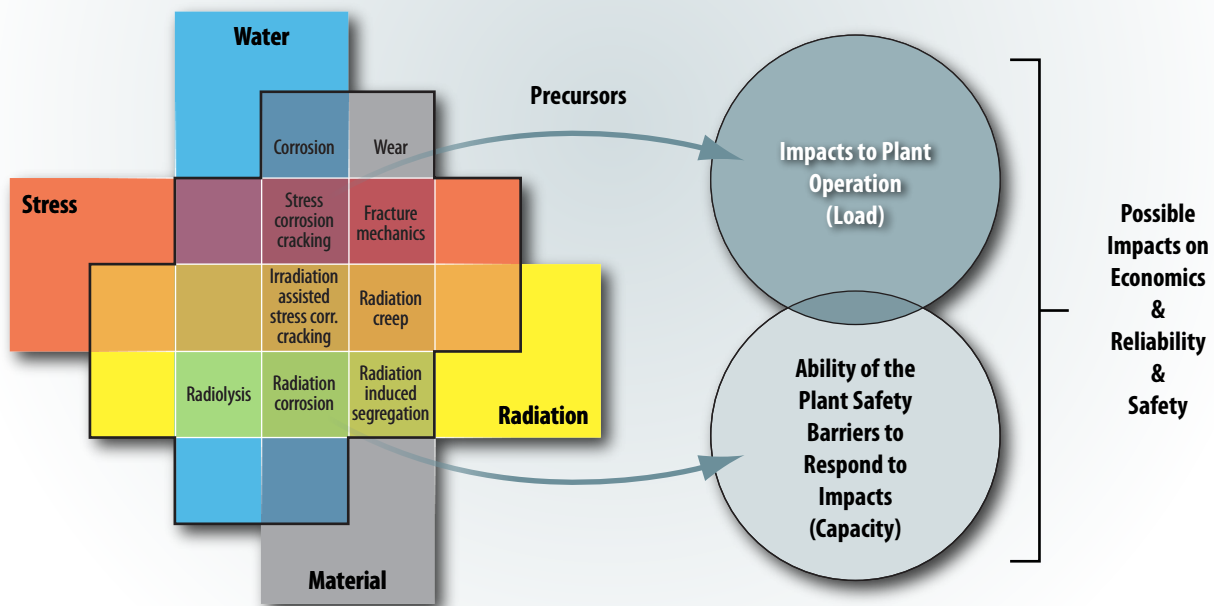 Water
Corrosion
Wear
Stress
Stress
corrosion
cracking
Fracture
mechanics
Irradiation
assisted
stress corr.
cracking
Radiation
creep
Radiolysis
Radiation
corrosion
Radiation
induced
segregation
Radiation
Material
Precursors
Impacts to Plant
Operation
(Load)
Ability of the
Plant Safety
Barriers to
Respond to
Impacts
(Capacity)
Possible
Impacts on
Economics
&
Reliability
&
Safety